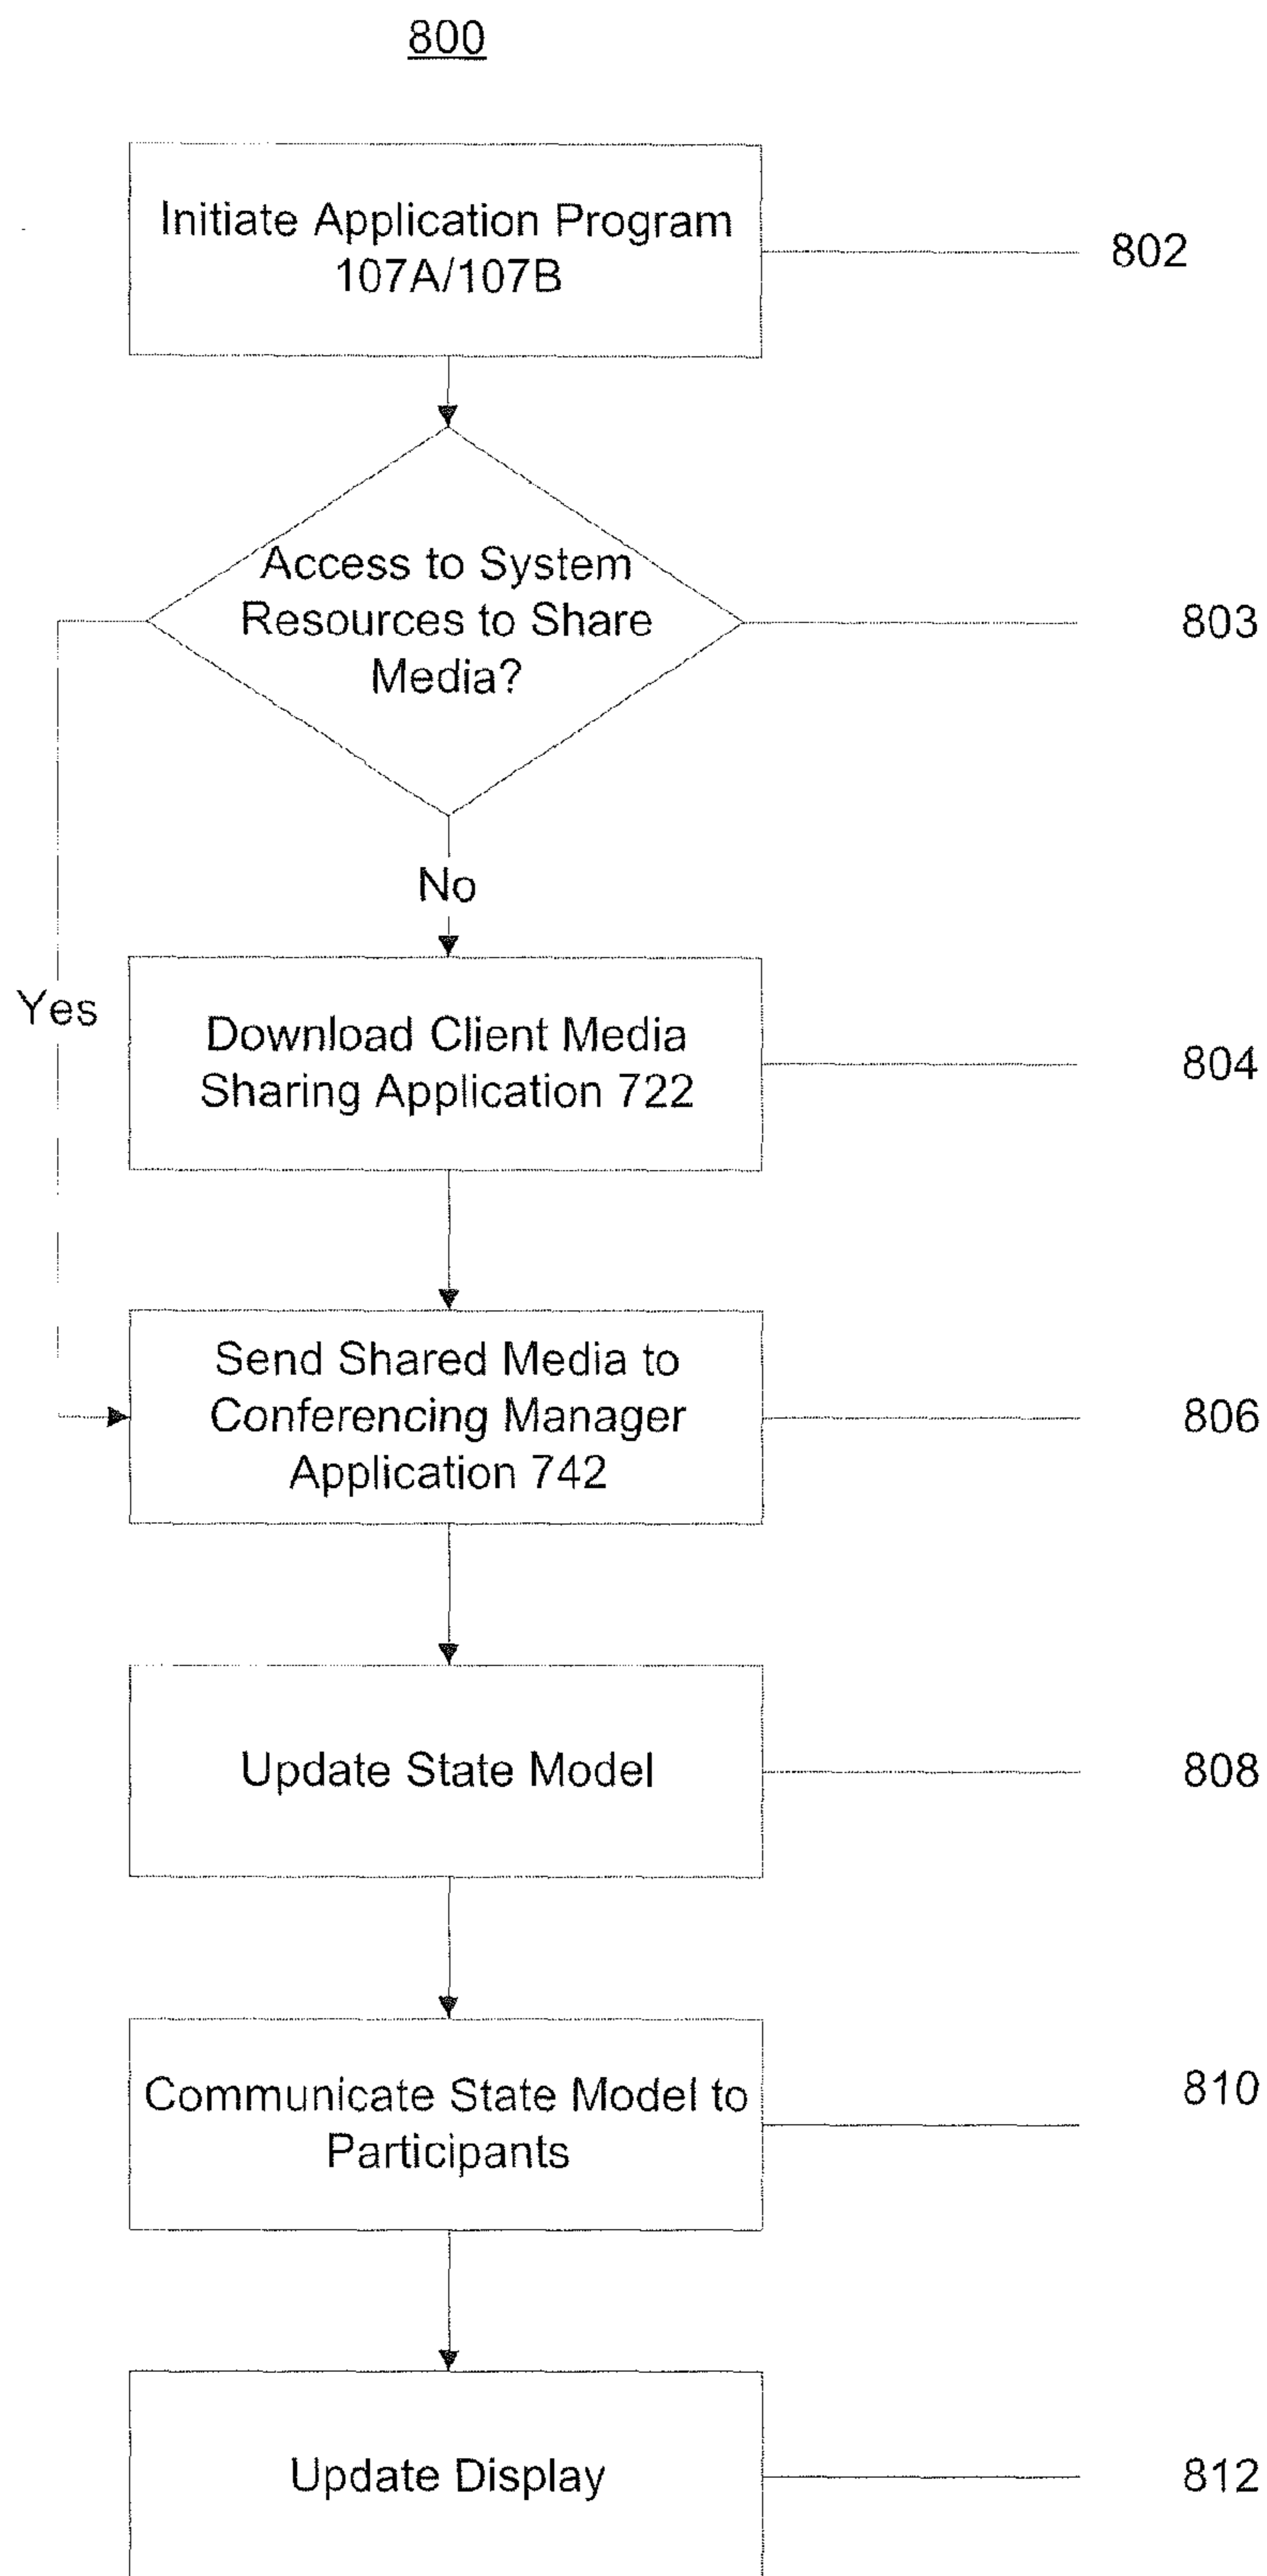 800
Initiate Application Program
107A/107B
802
Access to System
Resources to Share
Media?
803
No
Yes
Download Client Media
Sharing Application 722
804
Send Shared Media to
Conferencing Manager
Application 742
806
Update State Model
808
Communicate State Model to
Participants
810
Update Display
812